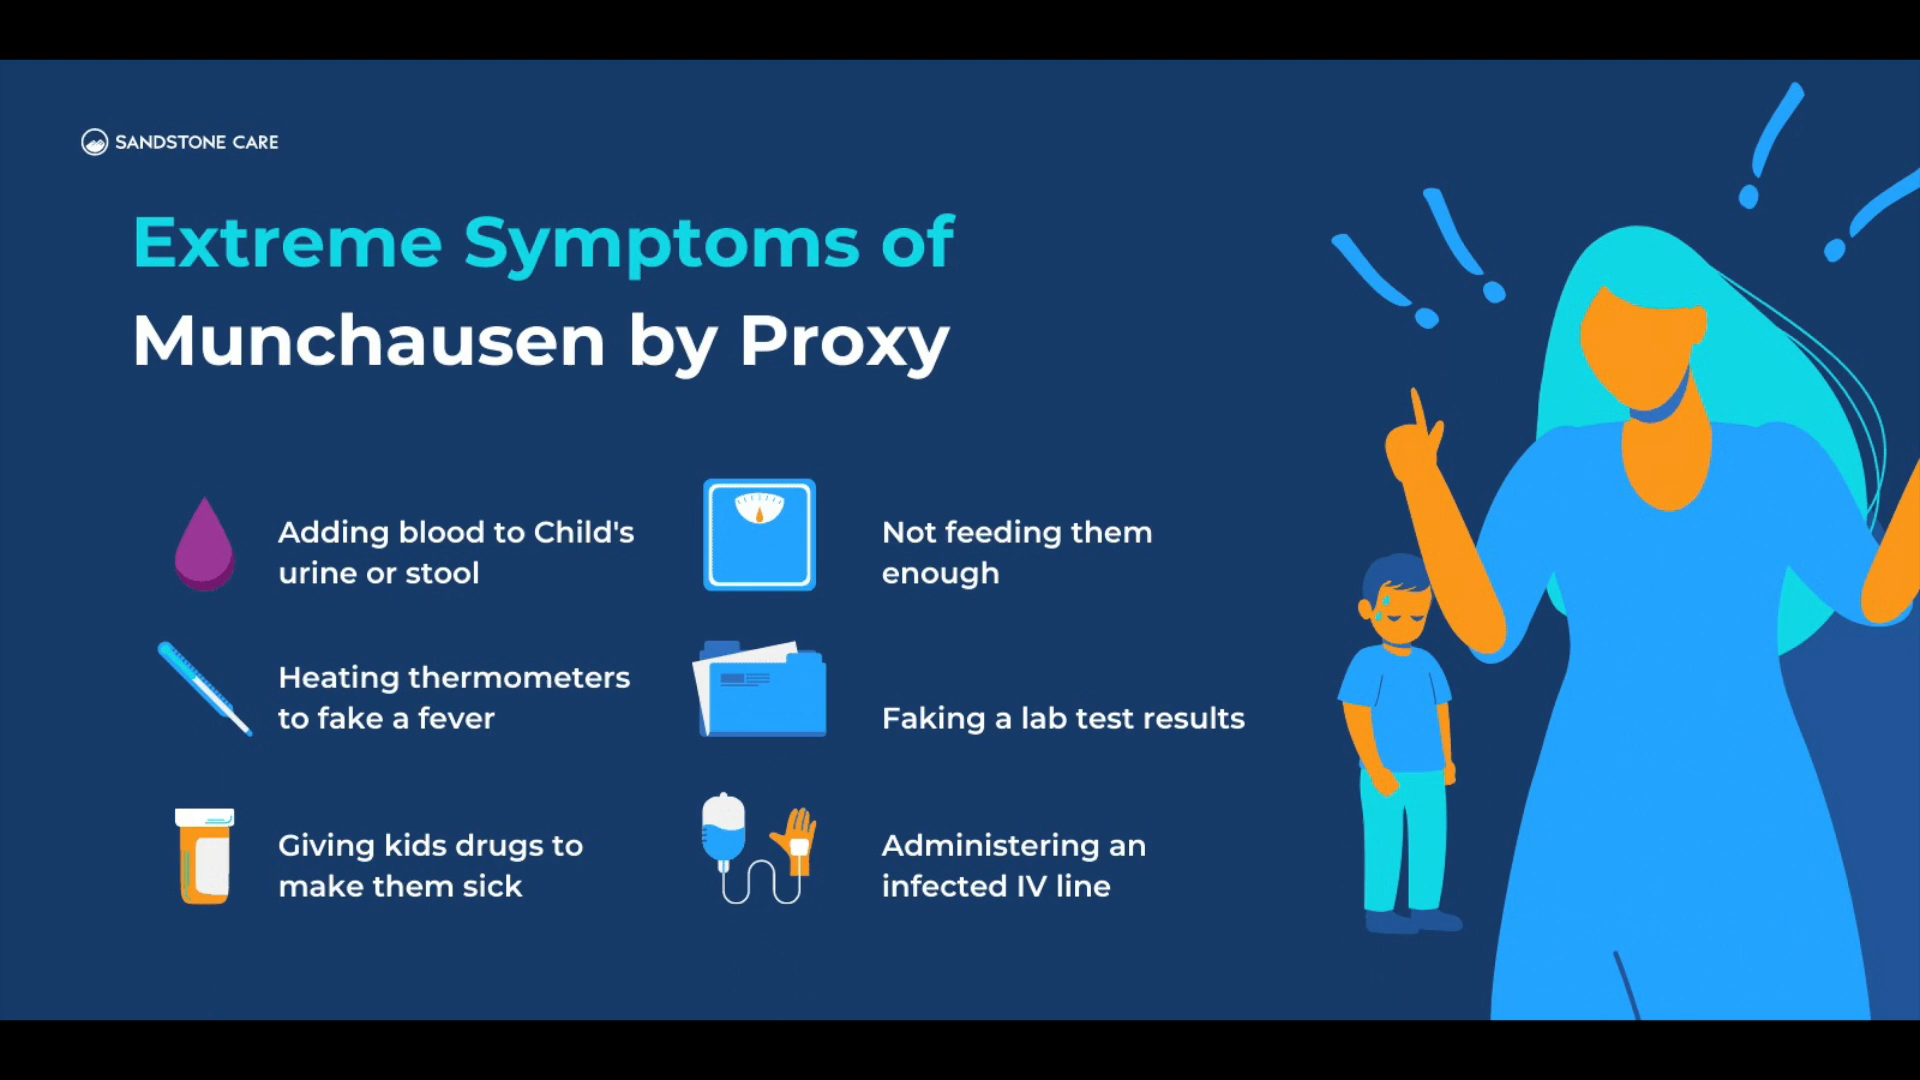 SANDSTONE CARE
Extreme Symptoms of
Munchausen by Proxy
Adding blood to Child's
urine or stool
Not feeding them
enough
Heating thermometers
to fake a fever
Faking a lab test results
Giving kids drugs to
make them sick
Administering an
infected IV line